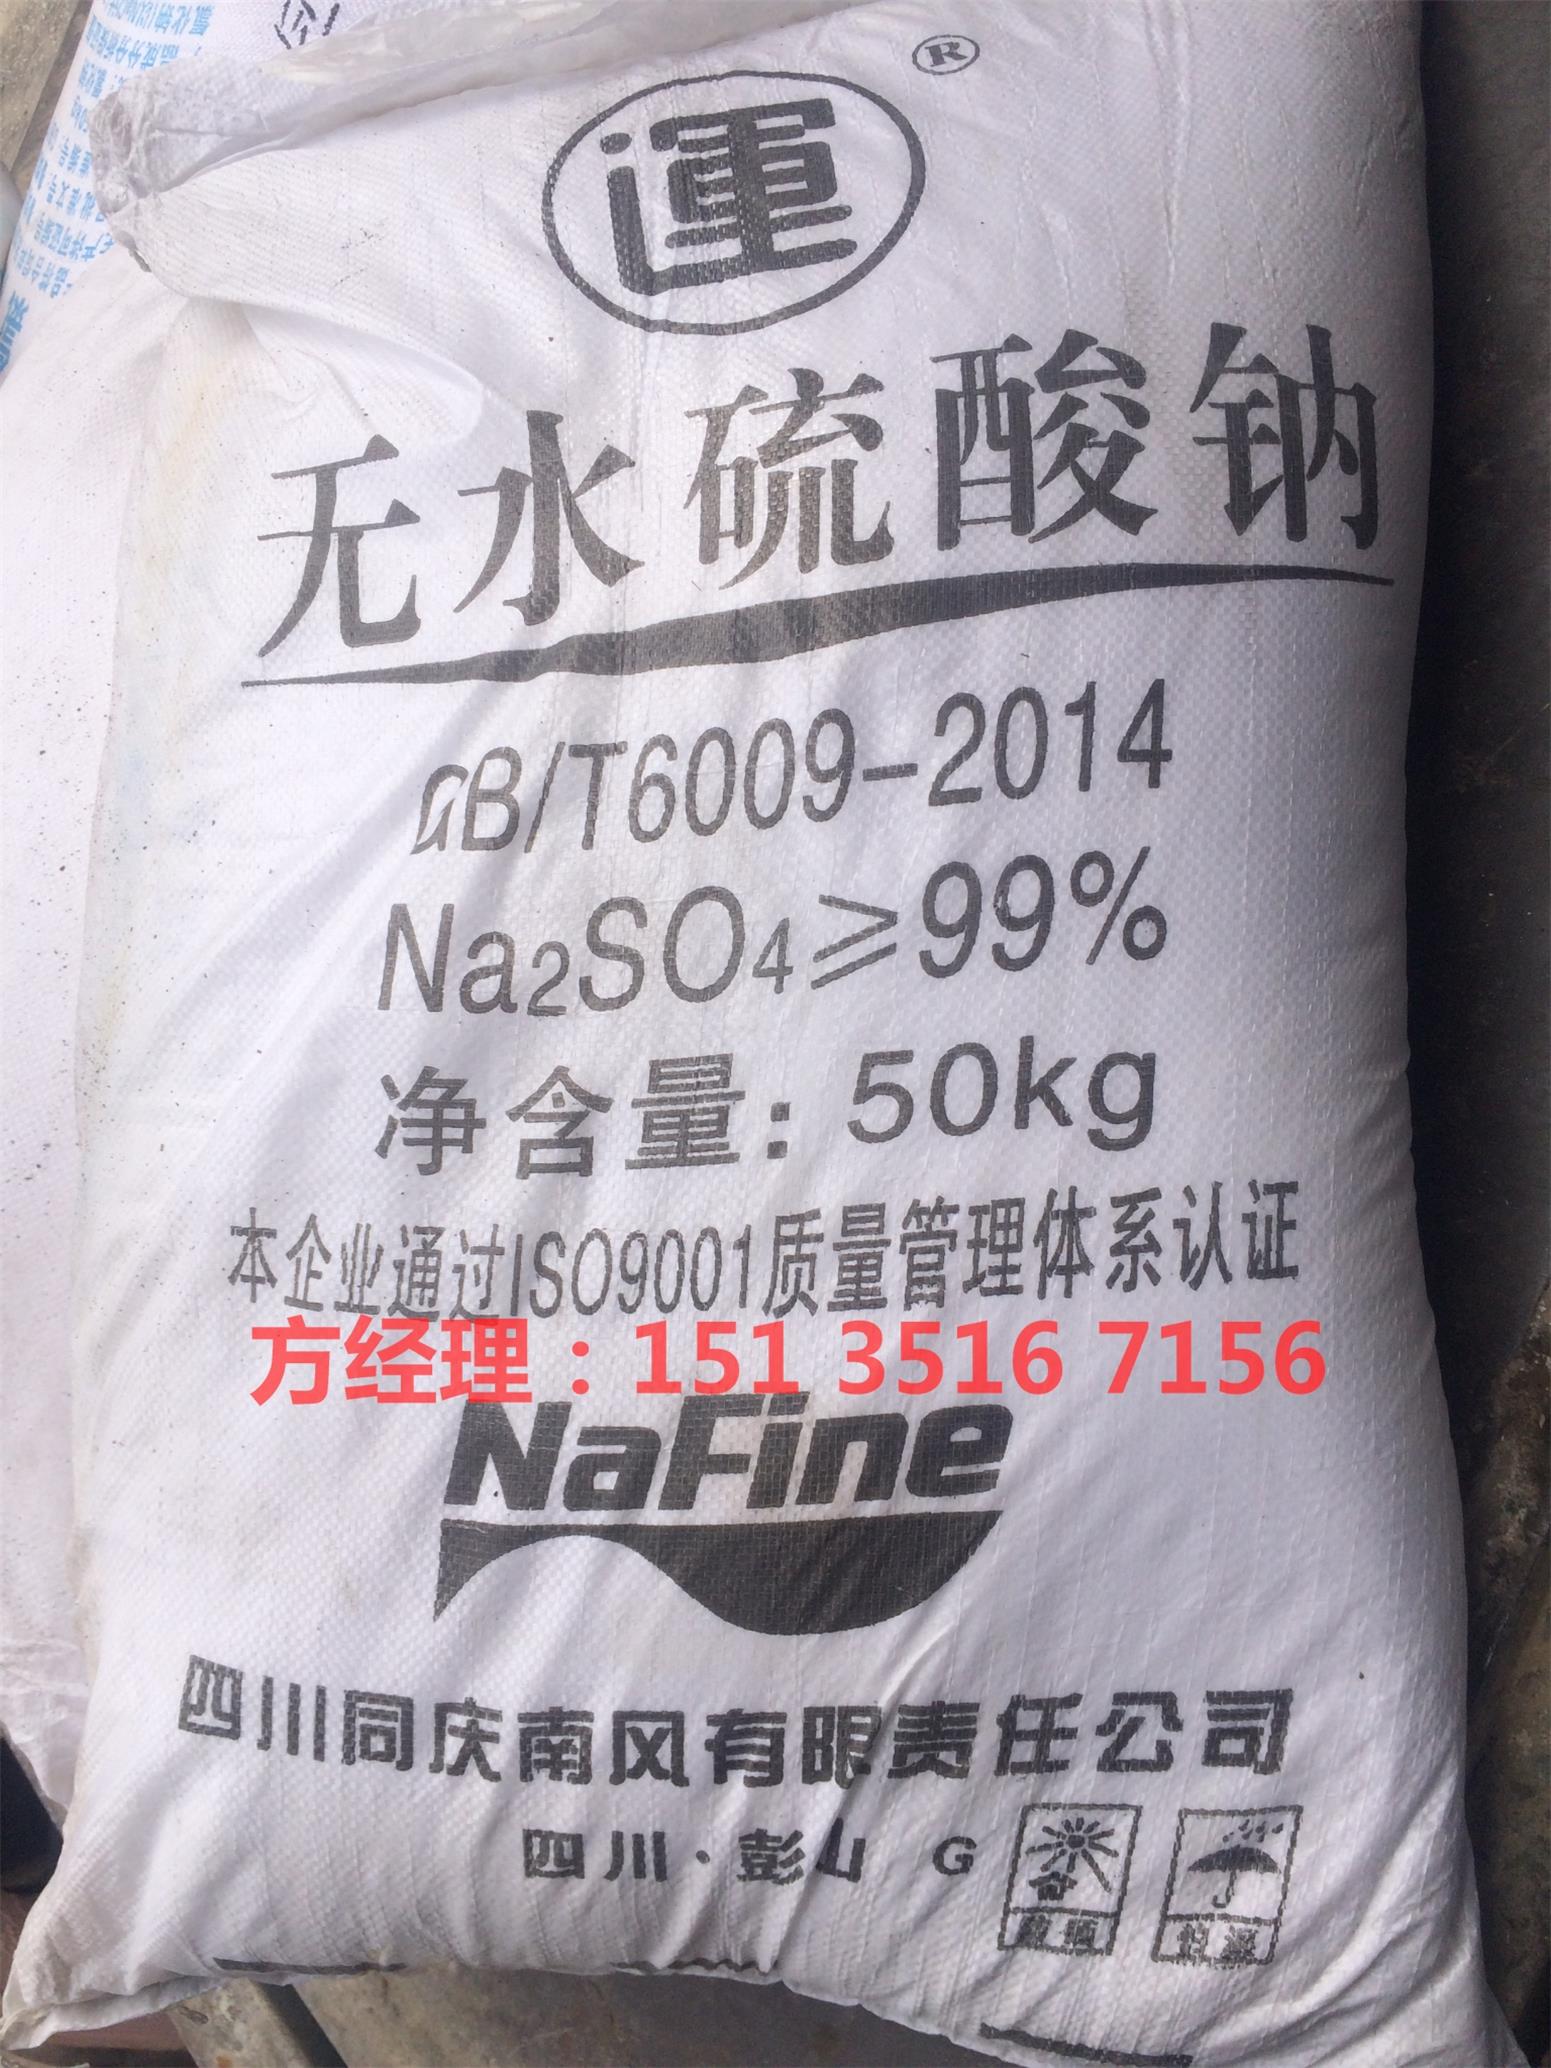 運®
无水硫酸钠
GB/T6009-2014
Na₂SO₄≥99%
净含量：50kg
本企业通过ISO9001质量管理体系认证
方经理：151 3516 7156
NaFine
四川同庆南风有限责任公司
四川·彭山 G